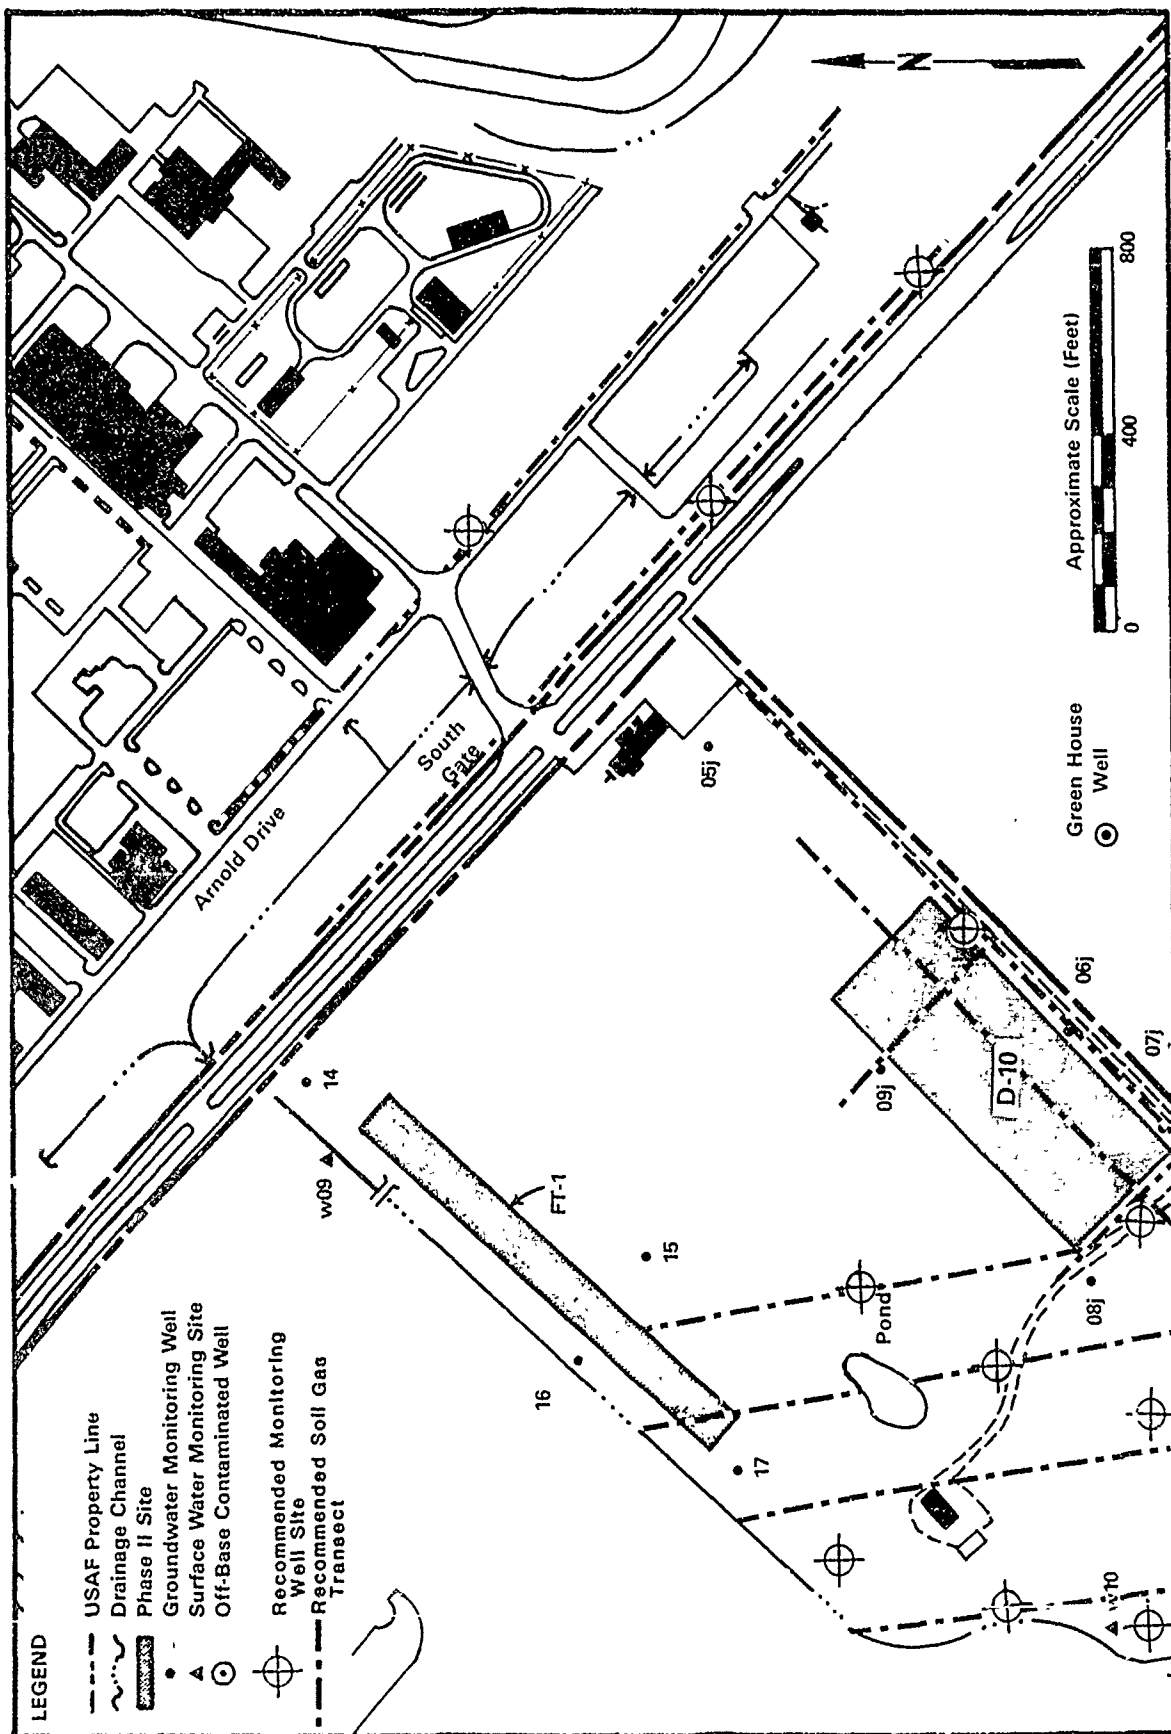 LEGEND
USAF Property Line
Drainage Channel
Phase II Site
Groundwater Monitoring Well
Surface Water Monitoring Site
Off-Base Contaminated Well
Recommended Monitoring
Well Site
Recommended Soil Gas
Transect
N
Arnold Drive
South
Gate
14
w09
FT-1
15
16
17
Pond
05j
09j
D-10
06j
07j
08j
w10
Green House
Well
Approximate Scale (Feet)
0
400
800